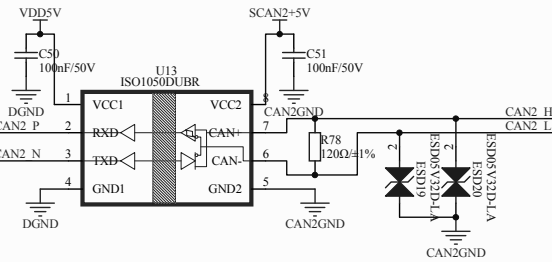 VDD5V
SCAN2+5V
C50
100nF/50V
U13
ISO1050DUBR
C51
100nF/50V
DGND
1
VCC1
VCC2
8
CAN2GND
CAN2_P
2
RXD
CAN+
7
CAN2_H
CAN2_N
3
TXD
CAN-
6
CAN2_L
R78
120Ω/±1%
4
GND1
GND2
5
DGND
CAN2GND
2
ESD05V32D-LA
ESD19
2
ESD05V32D-LA
ESD20
CAN2GND